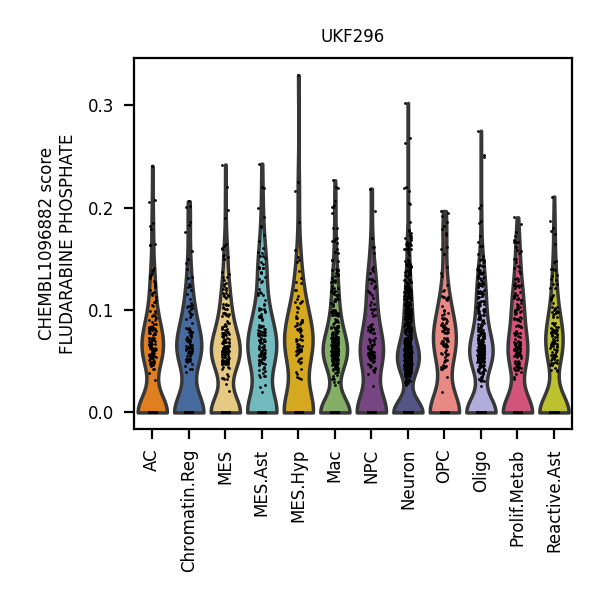 UKF296
CHEMBL1096882 score
FLUDARABINE PHOSPHATE
0.3
0.2
0.1
0.0
AC
Chromatin.Reg
MES
MES.Ast
MES.Hyp
Mac
NPC
Neuron
OPC
Oligo
Prolif.Metab
Reactive.Ast